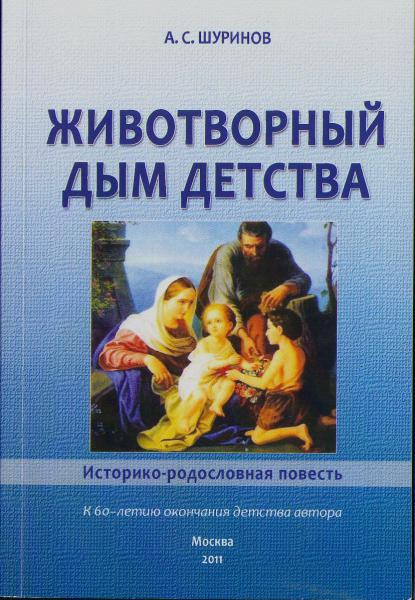 А. С. ШУРИНОВ
ЖИВОТВОРНЫЙ
ДЫМ ДЕТСТВА
Историко-родословная повесть
К 60-летию окончания детства автора
Москва
2011